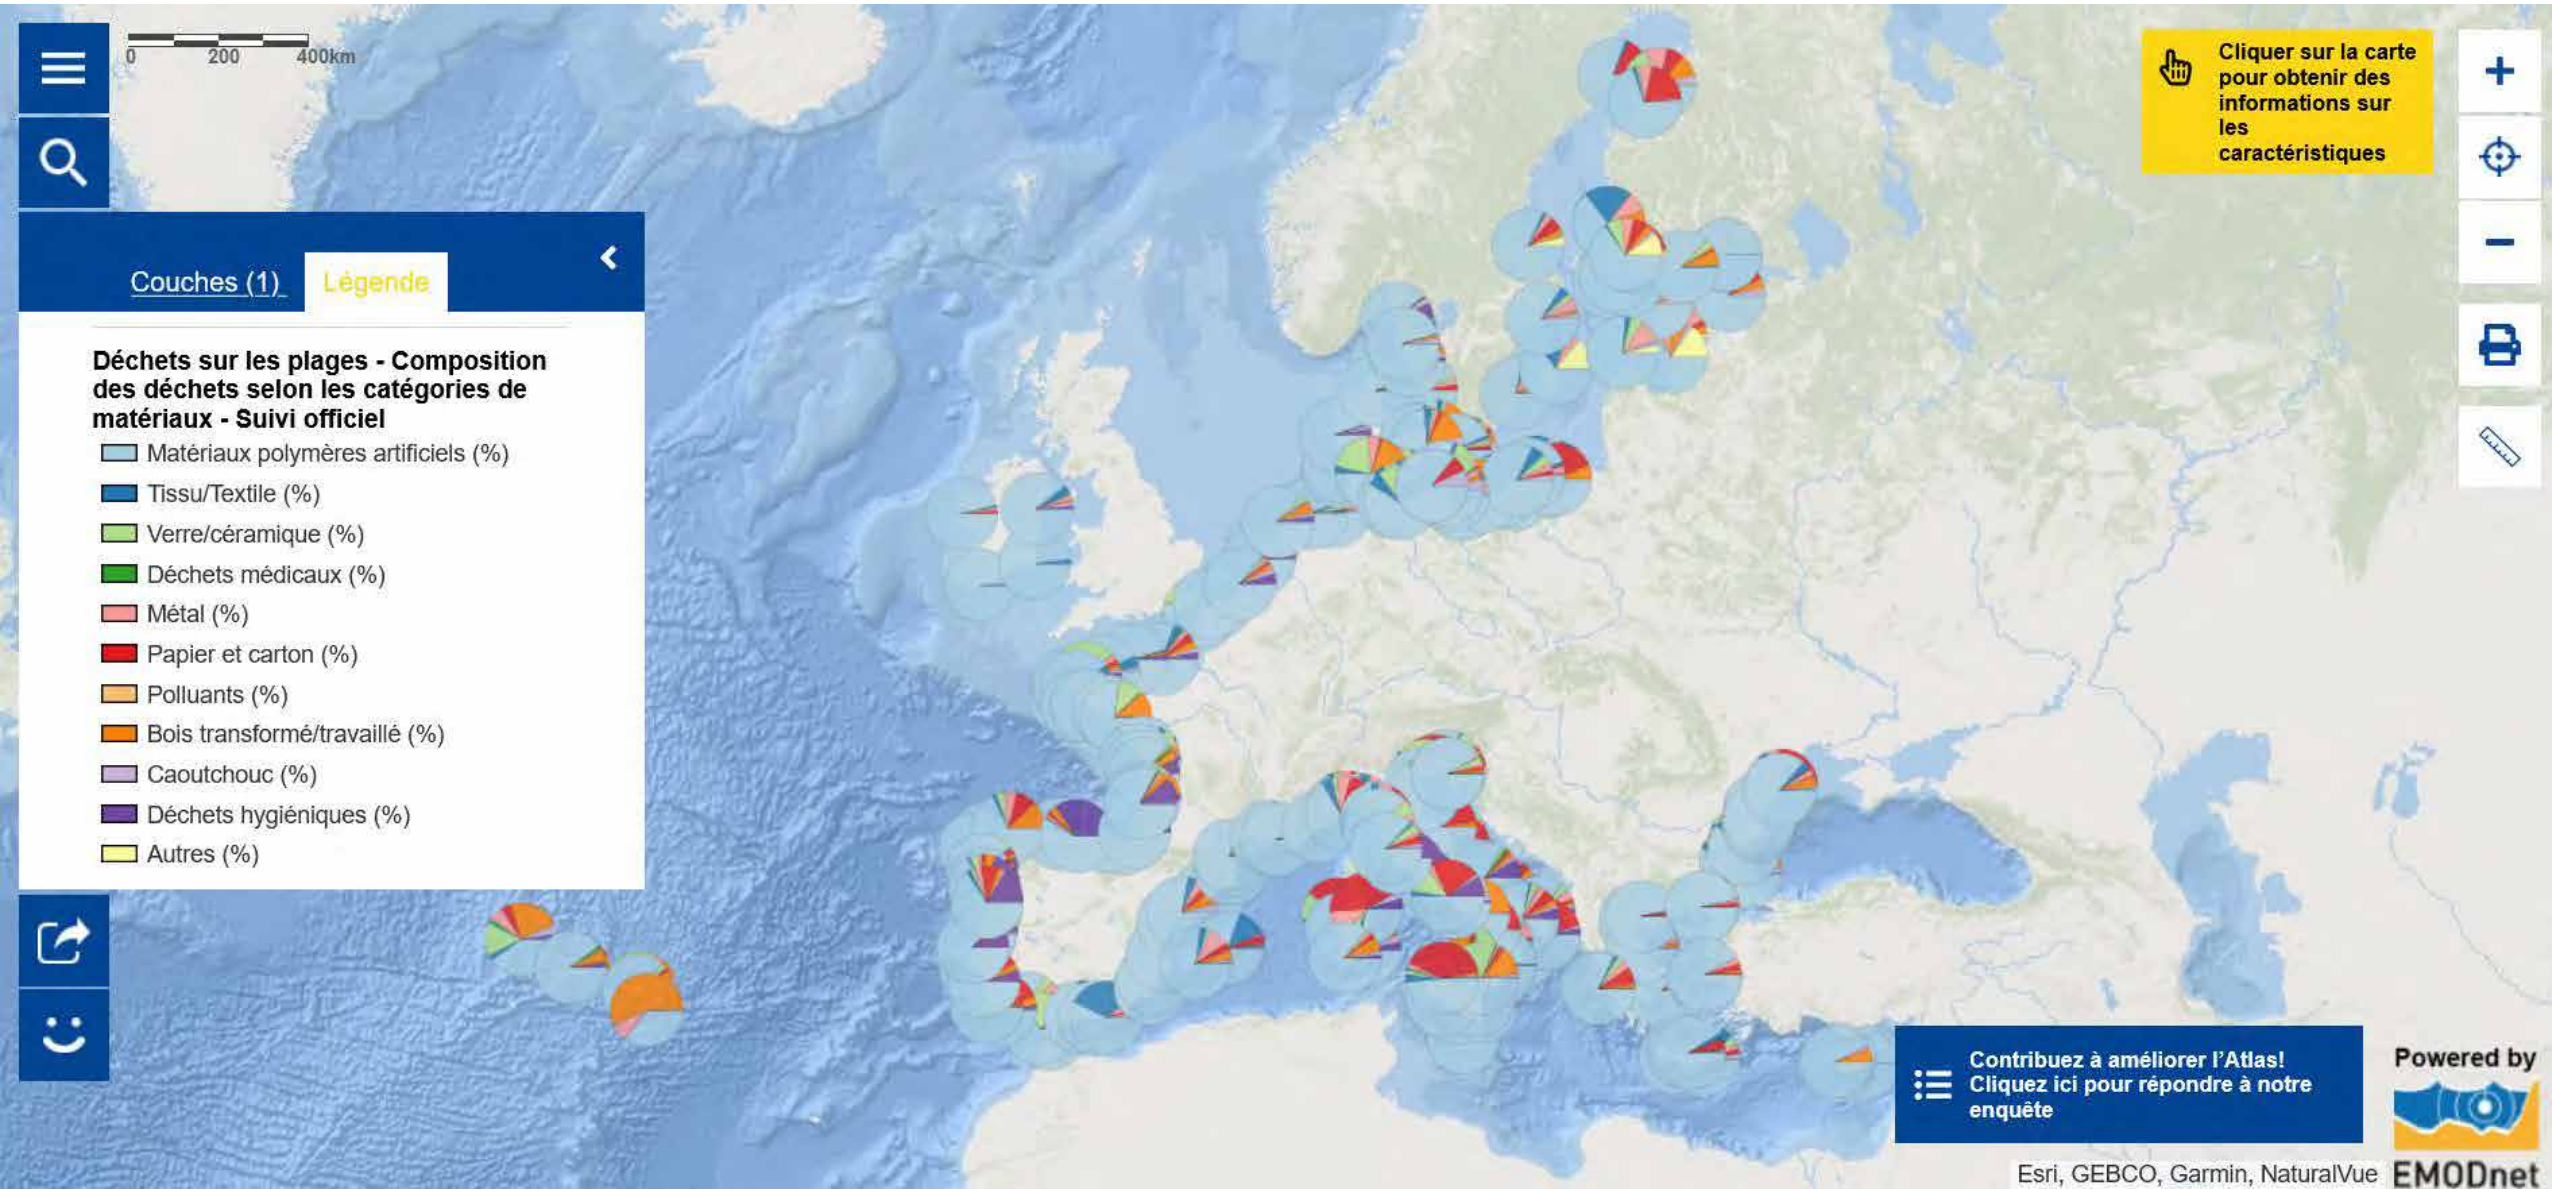 0 200 400km
Couches (1)
Légende
Déchets sur les plages - Composition
des déchets selon les catégories de
matériaux - Suivi officiel
Matériaux polymères artificiels (%)
Tissu/Textile (%)
Verre/céramique (%)
Déchets médicaux (%)
Métal (%)
Papier et carton (%)
Polluants (%)
Bois transformé/travaillé (%)
Caoutchouc (%)
Déchets hygiéniques (%)
Autres (%)
Cliquer sur la carte
pour obtenir des
informations sur
les
caractéristiques
Contribuez à améliorer l'Atlas!
Cliquez ici pour répondre à notre
enquête
Powered by
EMODnet
Esri, GEBCO, Garmin, NaturalVue